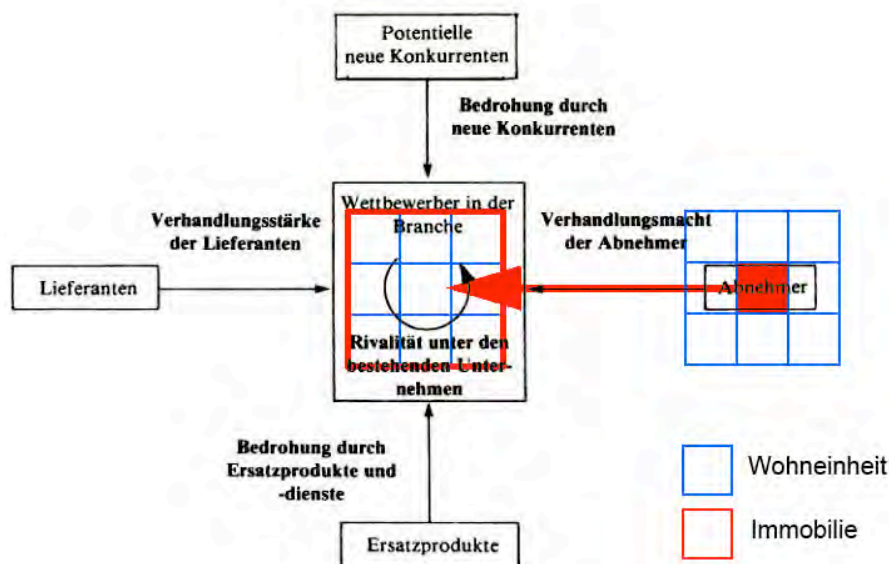 Potentielle
neue Konkurrenten
Bedrohung durch
neue Konkurrenten
Wettbewerber in der
Branche
Verhandlungsstärke
der Lieferanten
Verhandlungsmacht
der Abnehmer
Lieferanten
Abnehmer
Rivalität unter den
bestehenden Unter-
nehmen
Bedrohung durch
Ersatzprodukte und
-dienste
Wohneinheit
Immobilie
Ersatzprodukte